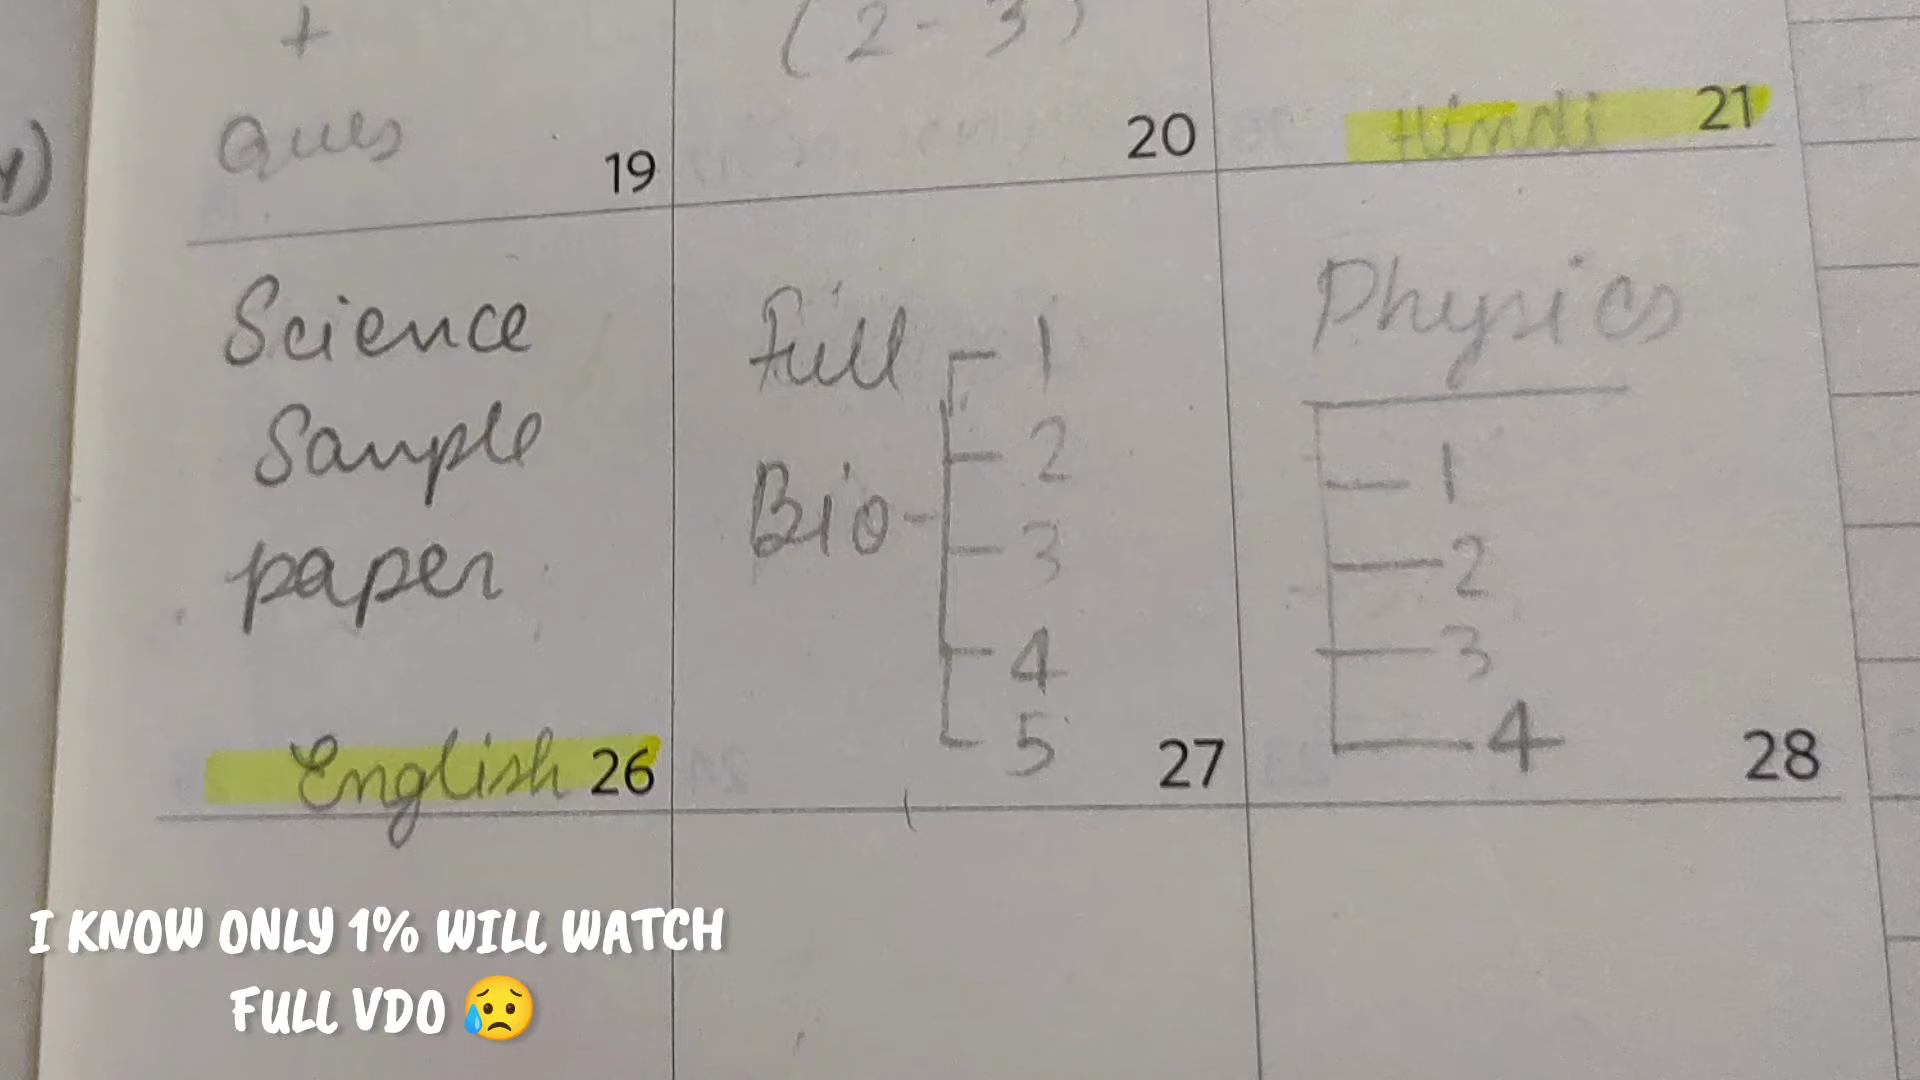 +
(2-3)
Ques
19
20
Hindi 21
Science
Sample
paper
English 26
Full
Bio-
1
2
3
4
5
27
Physics
1
2
3
4
28
I KNOW ONLY 1% WILL WATCH
FULL VDO 😥